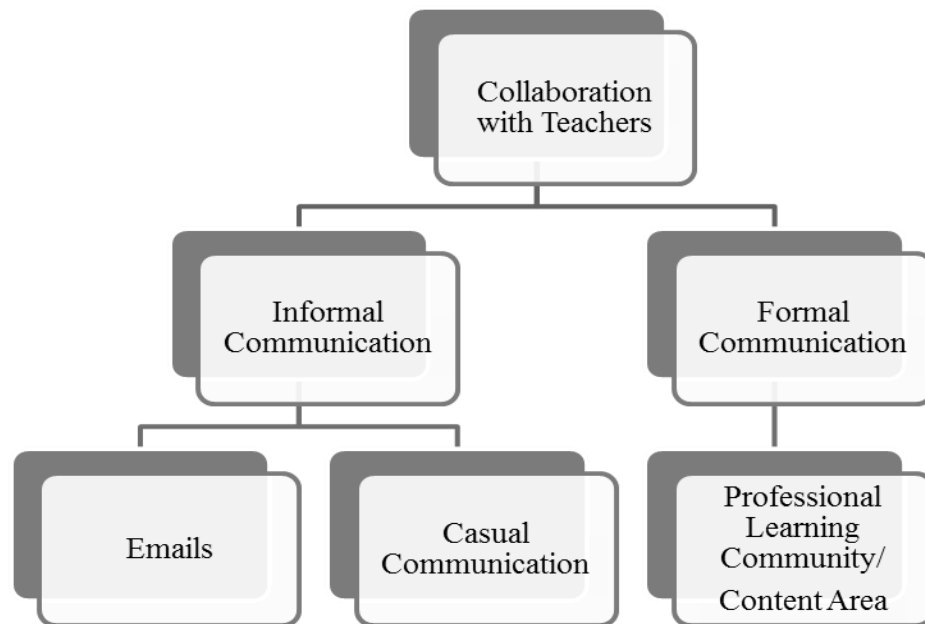 Collaboration
with Teachers
Informal
Communication
Formal
Communication
Emails
Casual
Communication
Professional
Learning
Community/
Content Area